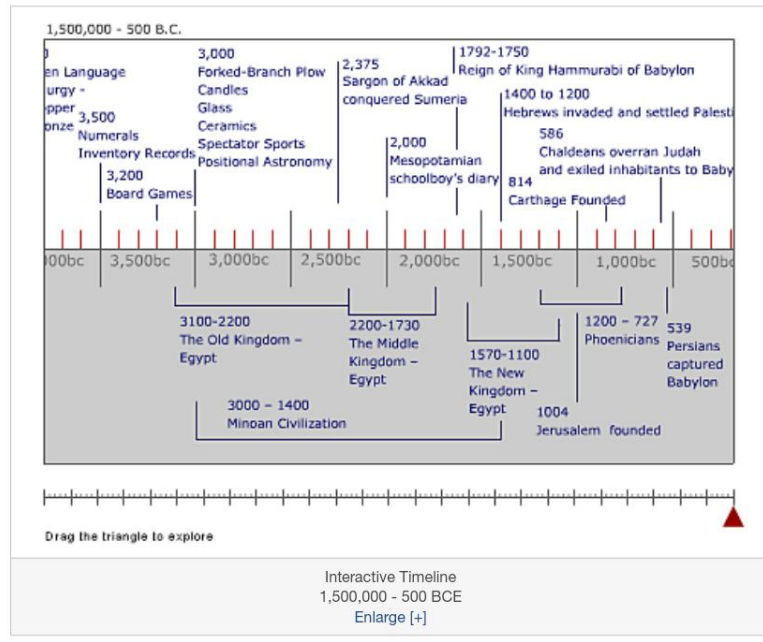 1,500,000 - 500 B.C.
en Language
urgy -
pper
onze
3,500
Numerals
Inventory Records
3,200
Board Games
3,000
Forked-Branch Plow
Candles
Glass
Ceramics
Spectator Sports
Positional Astronomy
2,375
Sargon of Akkad
conquered Sumeria
2,000
Mesopotamian
schoolboy's diary
1792-1750
Reign of King Hammurabi of Babylon
1400 to 1200
Hebrews invaded and settled Palesti
586
Chaldeans overran Judah
and exiled inhabitants to Baby
814
Carthage Founded
000bc 3,500bc 3,000bc 2,500bc 2,000bc 1,500bc 1,000bc 500bc
3100-2200
The Old Kingdom –
Egypt
2200-1730
The Middle
Kingdom –
Egypt
1570-1100
The New
Kingdom –
Egypt
1200 – 727
Phoenicians
539
Persians
captured
Babylon
3000 – 1400
Minoan Civilization
1004
Jerusalem founded
Drag the triangle to explore
Interactive Timeline
1,500,000 - 500 BCE
Enlarge [+]